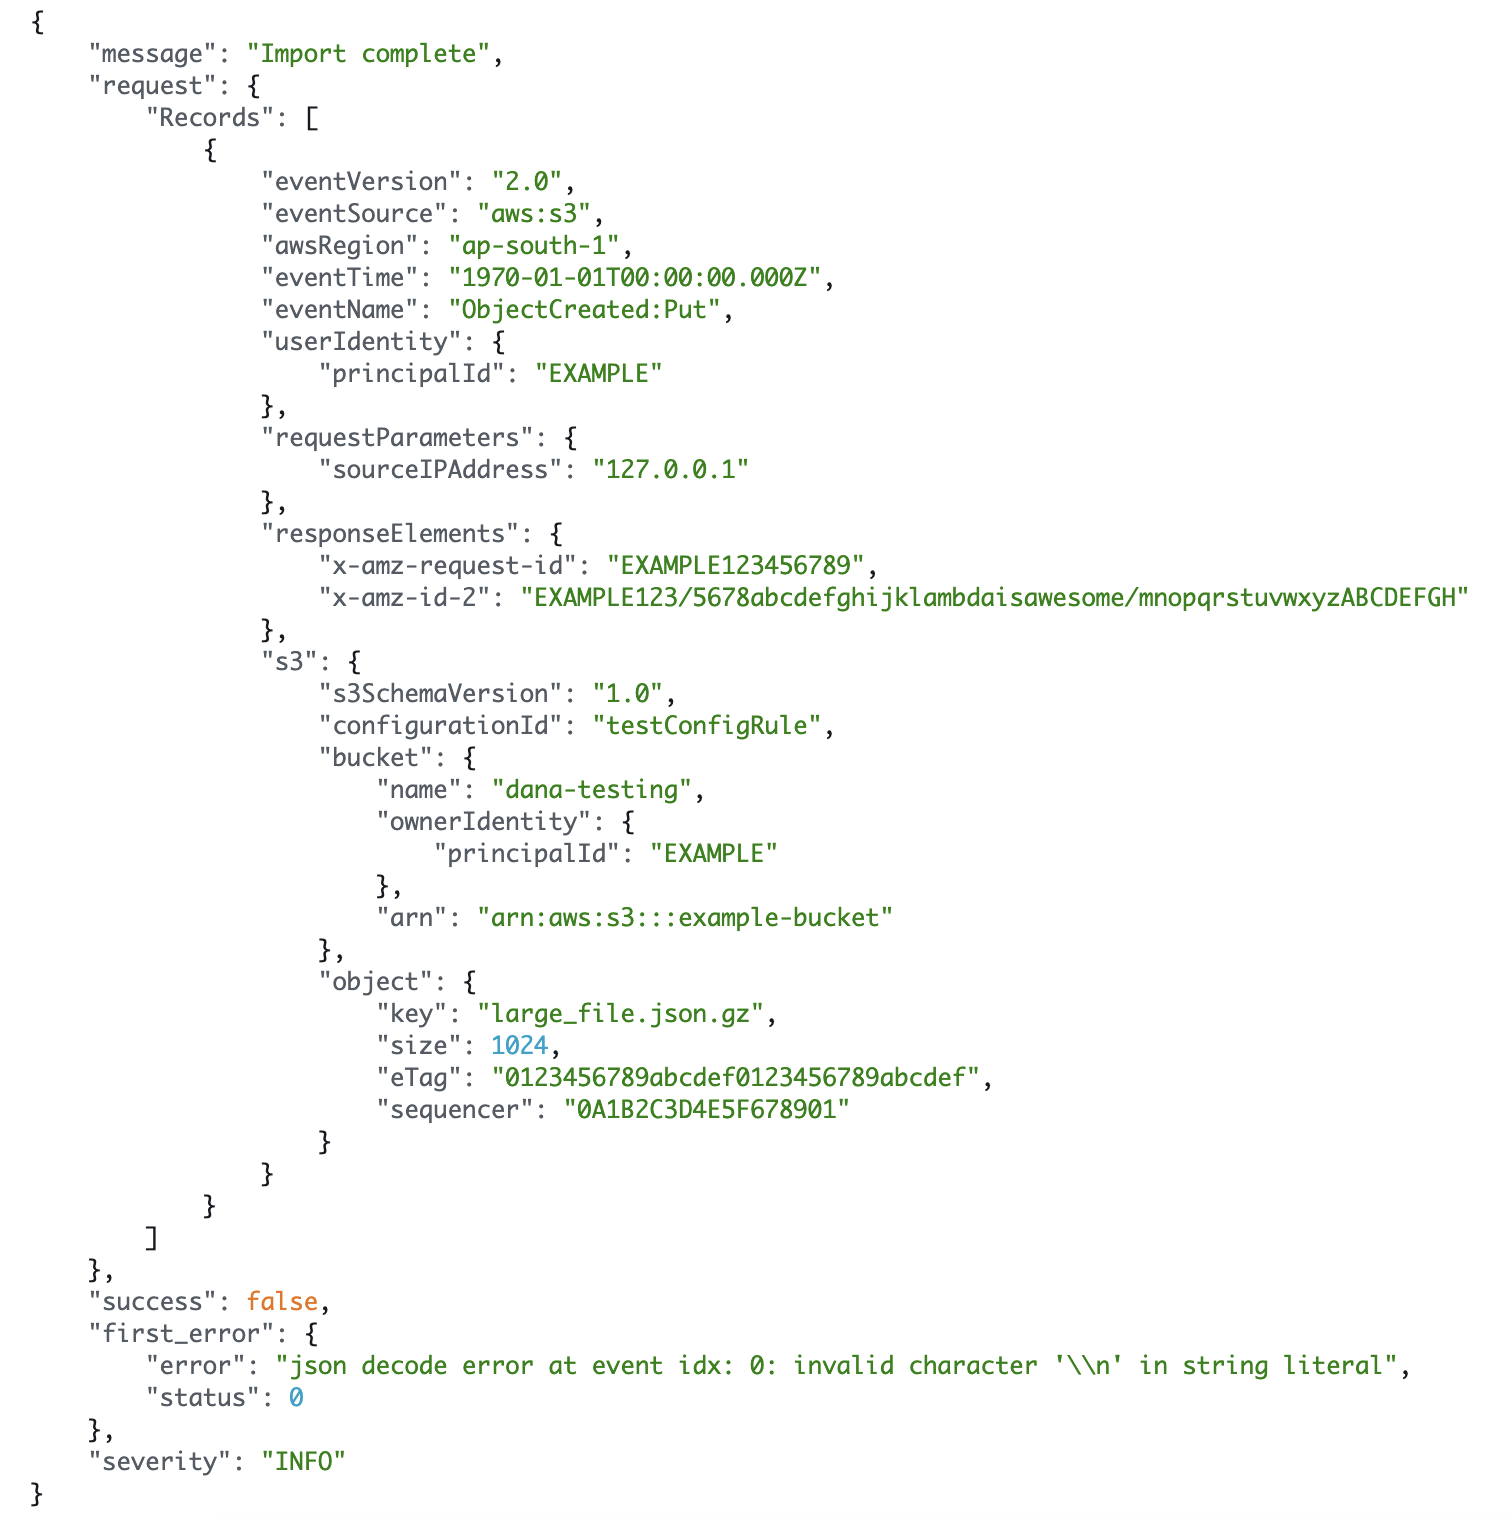 {
    "message": "Import complete",
    "request": {
        "Records": [
            {
                "eventVersion": "2.0",
                "eventSource": "aws:s3",
                "awsRegion": "ap-south-1",
                "eventTime": "1970-01-01T00:00:00.000Z",
                "eventName": "ObjectCreated:Put",
                "userIdentity": {
                    "principalId": "EXAMPLE"
                },
                "requestParameters": {
                    "sourceIPAddress": "127.0.0.1"
                },
                "responseElements": {
                    "x-amz-request-id": "EXAMPLE123456789",
                    "x-amz-id-2": "EXAMPLE123/5678abcdefghijklambdaisawesome/mnopqrstuvwxyzABCDEFGH"
                },
                "s3": {
                    "s3SchemaVersion": "1.0",
                    "configurationId": "testConfigRule",
                    "bucket": {
                        "name": "dana-testing",
                        "ownerIdentity": {
                            "principalId": "EXAMPLE"
                        },
                        "arn": "arn:aws:s3:::example-bucket"
                    },
                    "object": {
                        "key": "large_file.json.gz",
                        "size": 1024,
                        "eTag": "0123456789abcdef0123456789abcdef",
                        "sequencer": "0A1B2C3D4E5F678901"
                    }
                }
            }
        ]
    },
    "success": false,
    "first_error": {
        "error": "json decode error at event idx: 0: invalid character '\\n' in string literal",
        "status": 0
    },
    "severity": "INFO"
}